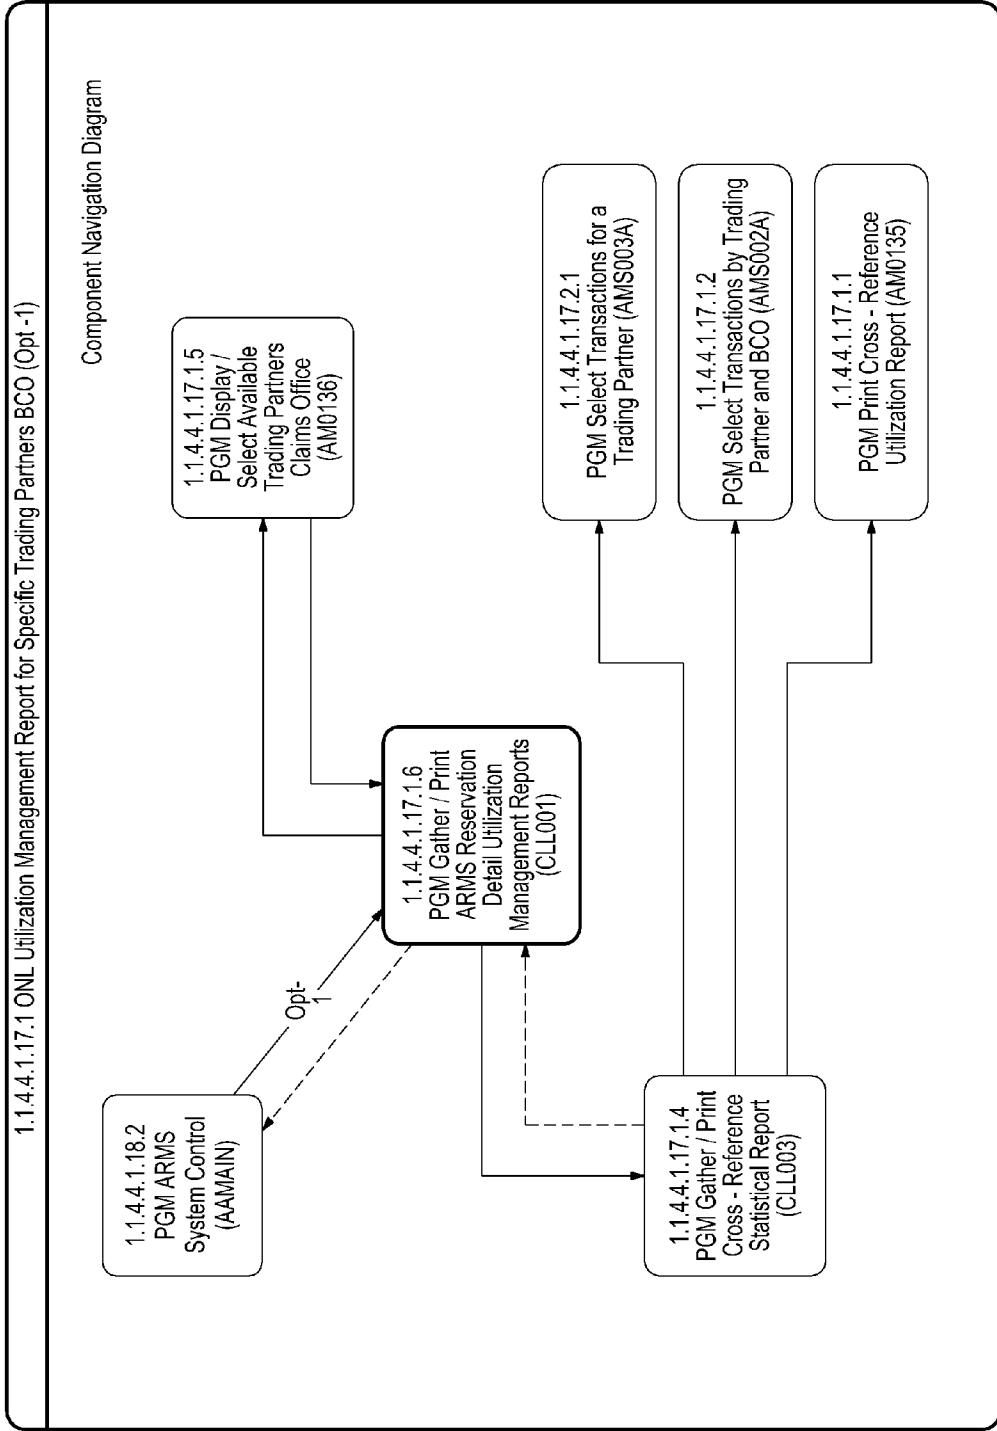 1.1.4.4.1.17.1 ONL Utilization Management Report for Specific Trading Partners BCO (Opt -1)
Component Navigation Diagram
1.1.4.4.1.18.2
PGM ARMS
System Control
(AAMAIN)
Opt-
1
1.1.4.4.1.17.1.5
PGM Display /
Select Available
Trading Partners
Claims Office
(AM0136)
1.1.4.4.1.17.1.6
PGM Gather / Print
ARMS Reservation
Detail Utilization
Management Reports
(CLL001)
1.1.4.4.1.17.1.4
PGM Gather / Print
Cross - Reference
Statistical Report
(CLL003)
1.1.4.4.1.17.2.1
PGM Select Transactions for a
Trading Partner (AMS003A)
1.1.4.4.1.17.1.2
PGM Select Transactions by Trading
Partner and BCO (AMS002A)
1.1.4.4.1.17.1.1
PGM Print Cross - Reference
Utilization Report (AM0135)